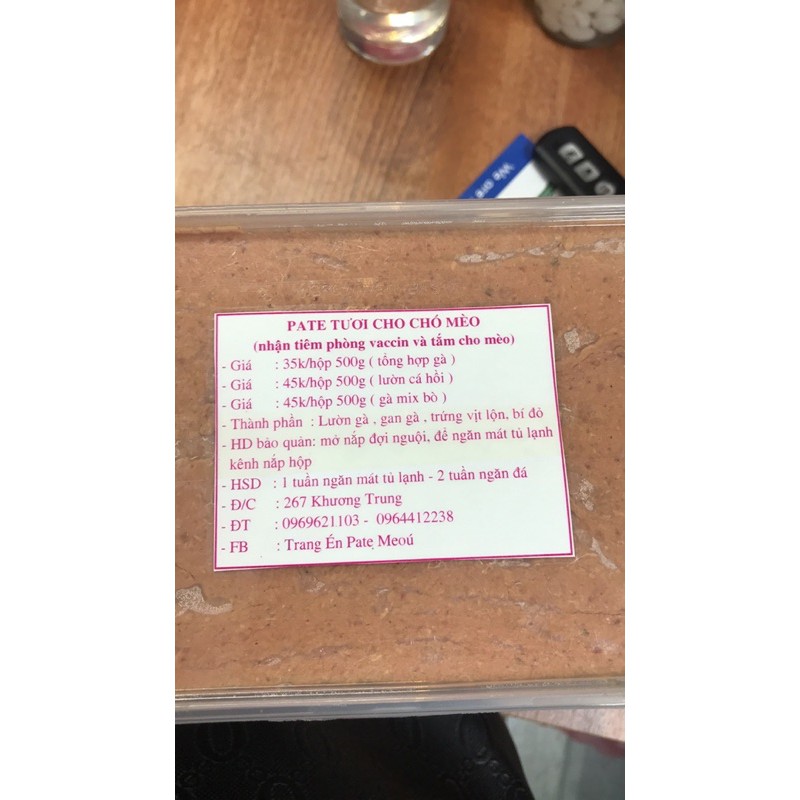 We are
PATE TƯƠI CHO CHÓ MÈO
(nhận tiêm phòng vaccin và tắm cho mèo)
- Giá : 35k/hộp 500g ( tổng hợp gà )
- Giá : 45k/hộp 500g ( lườn cá hồi )
- Giá : 45k/hộp 500g ( gà mix bò )
- Thành phần : Lườn gà , gan gà , trứng vịt lộn, bí đỏ
- HD bảo quản: mở nắp đợi nguội, để ngăn mát tủ lạnh
kênh nắp hộp
- HSD : 1 tuần ngăn mát tủ lạnh - 2 tuần ngăn đá
- Đ/C : 267 Khương Trung
- ĐT : 0969621103 - 0964412238
- FB : Trang Én Pate Meoú